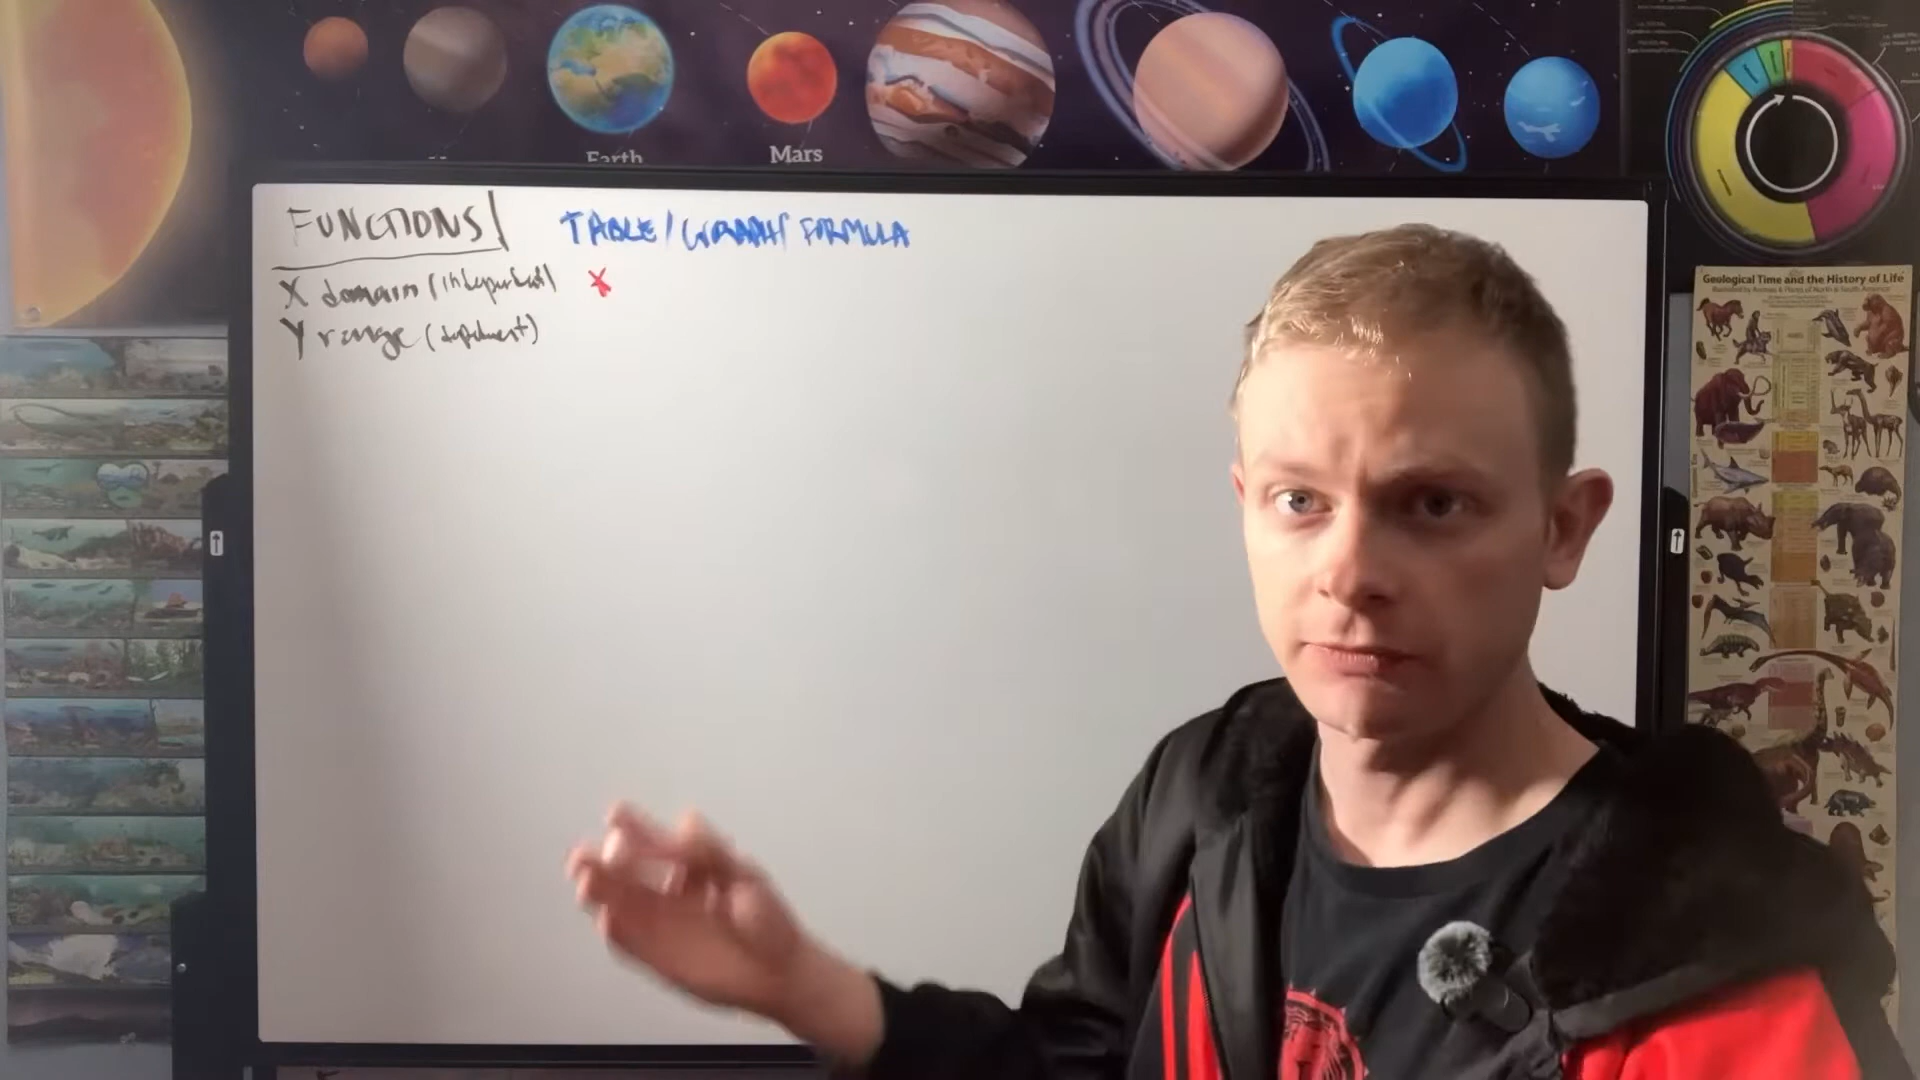 Earth
Mars
FUNCTIONS
TABLE / GRAPH / FORMULA
X domain (independent) x
Y range (dependent)
Geological Time and the History of Life